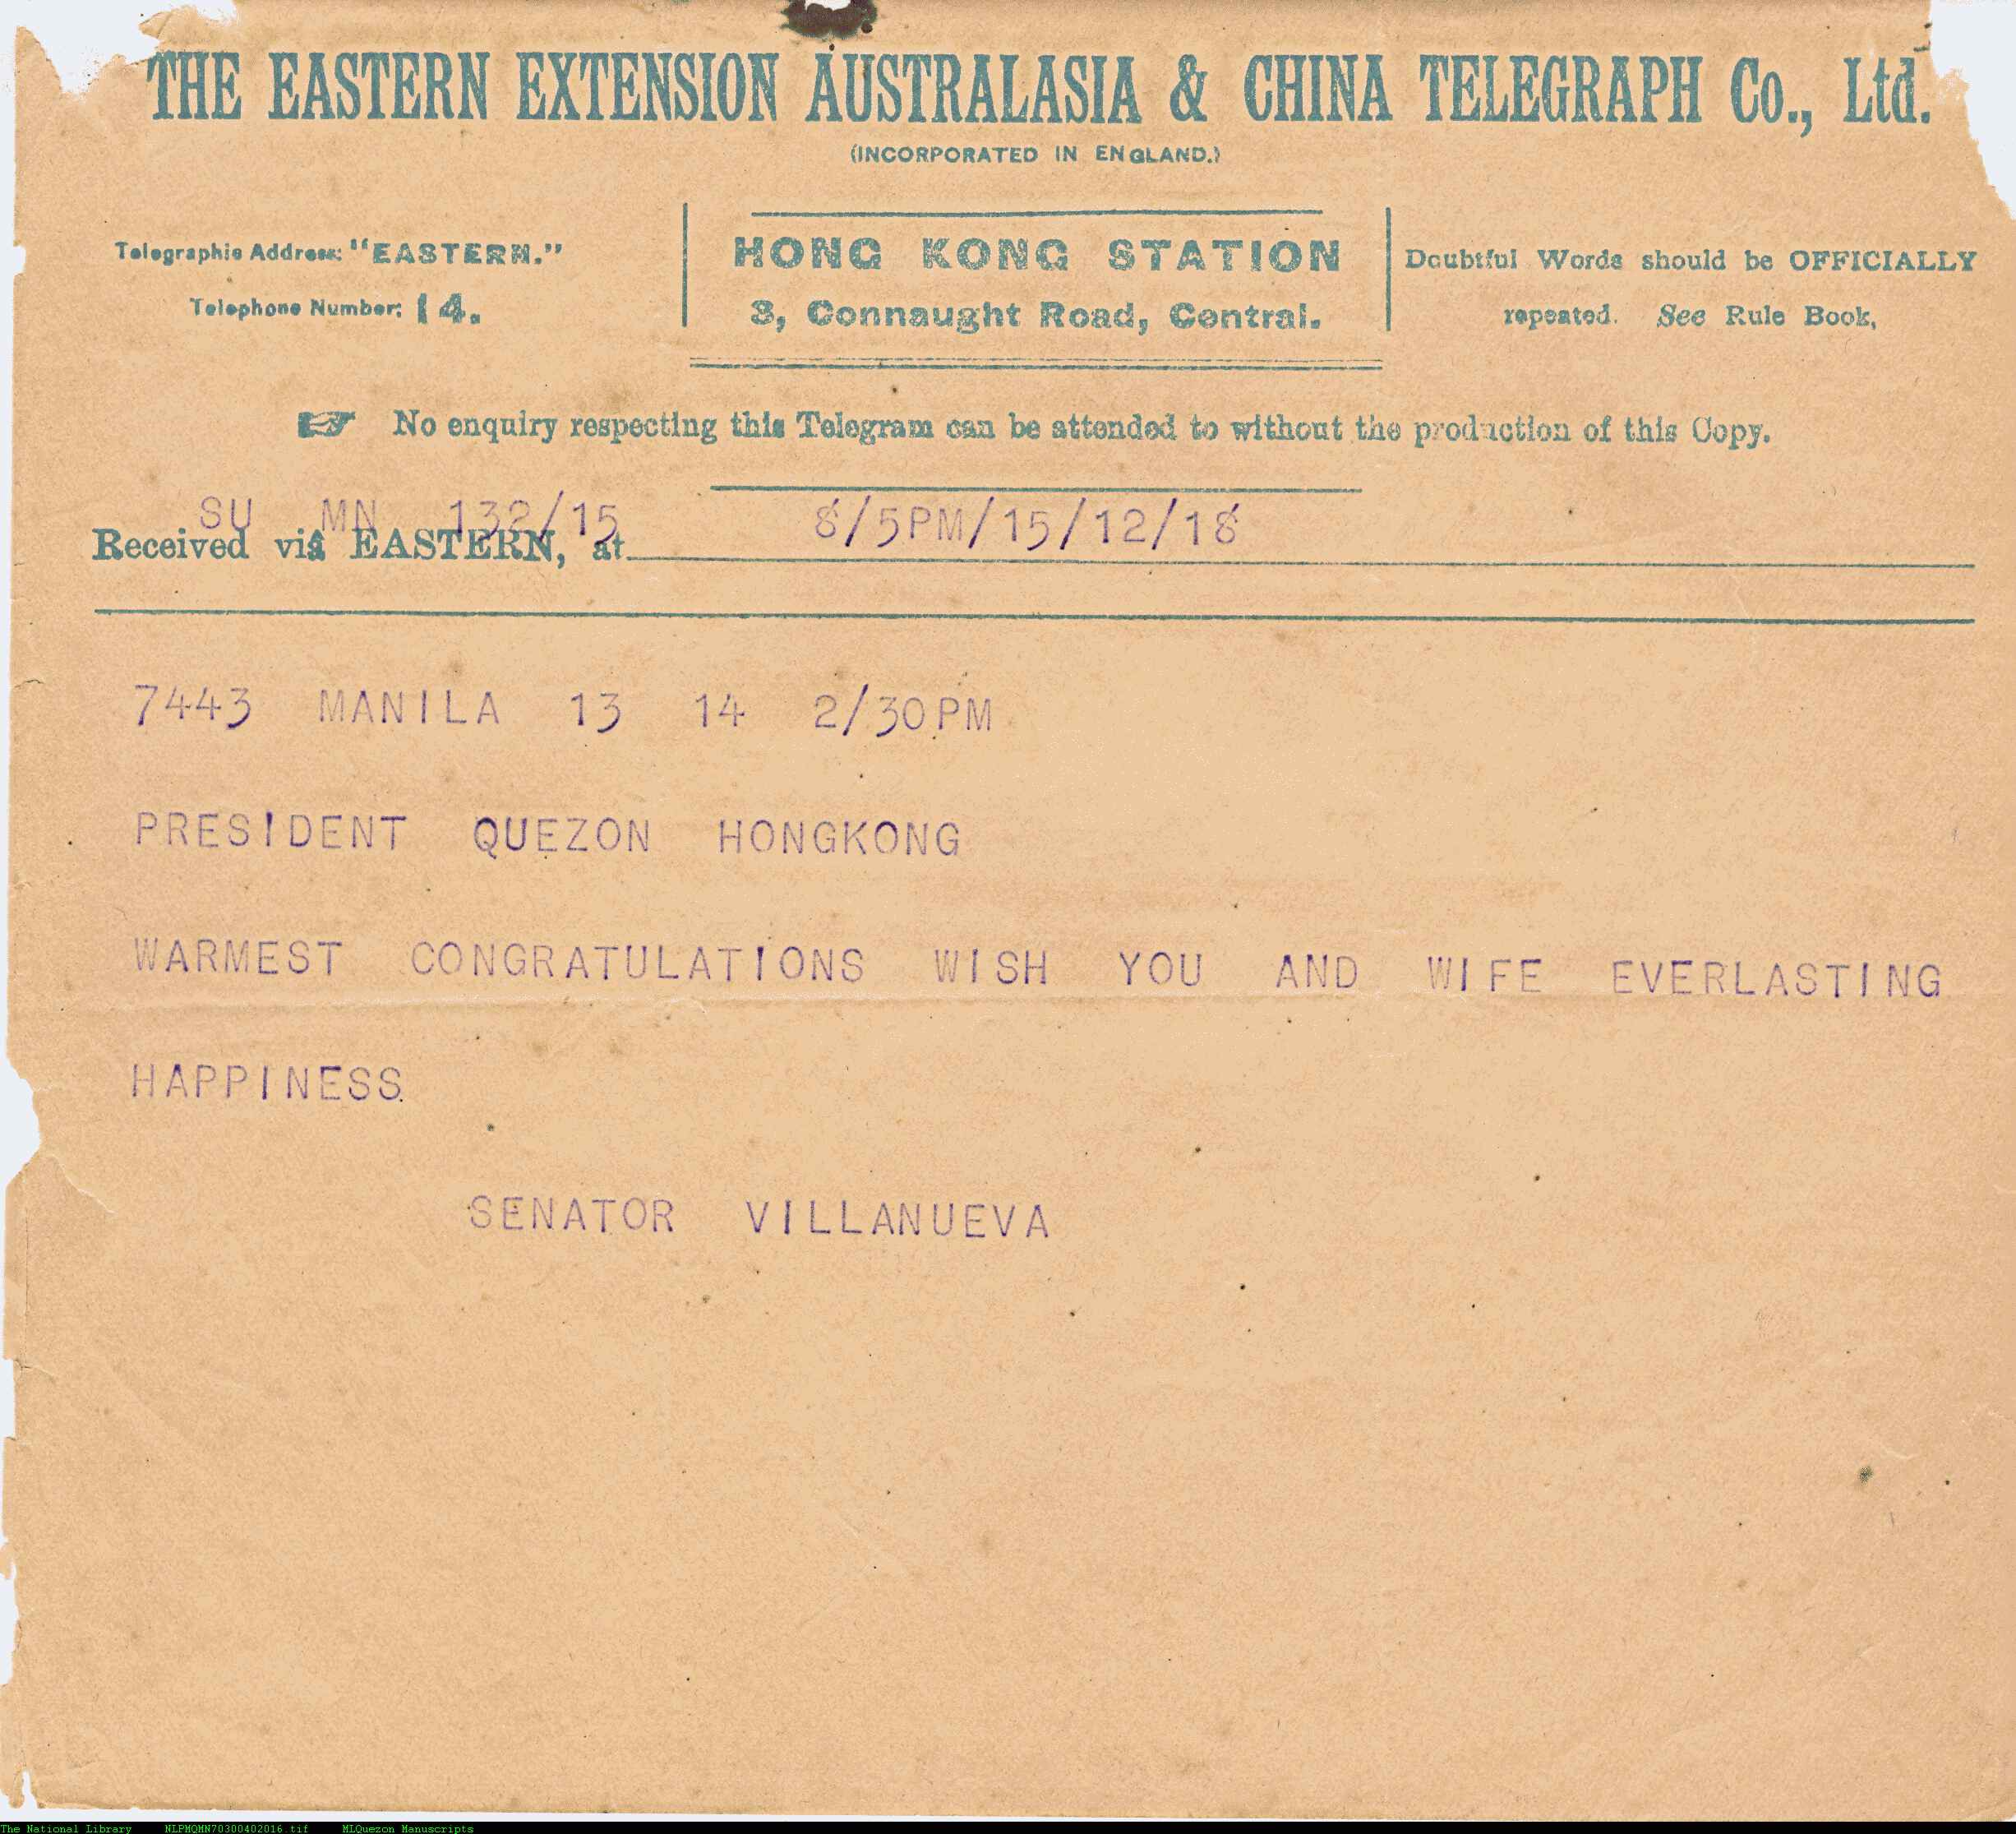 THE EASTERN EXTENSION AUSTRALASIA & CHINA TELEGRAPH Co., Ltd.
(INCORPORATED IN ENGLAND.)
Telegraphic Address: "EASTERN."
Telephone Number: 14.
HONG KONG STATION
3, Connaught Road, Central.
Doubtful Words should be OFFICIALLY
repeated. See Rule Book,
☞ No enquiry respecting this Telegram can be attended to without the production of this Copy.
SU MN 132/15 8/5PM/15/12/18
Received viâ EASTERN, at
7443 MANILA 13 14 2/30PM
PRESIDENT QUEZON HONGKONG
WARMEST CONGRATULATIONS WISH YOU AND WIFE EVERLASTING
HAPPINESS
SENATOR VILLANUEVA
The National Library NLPMQMN70300402016.tif MLQuezon Manuscripts